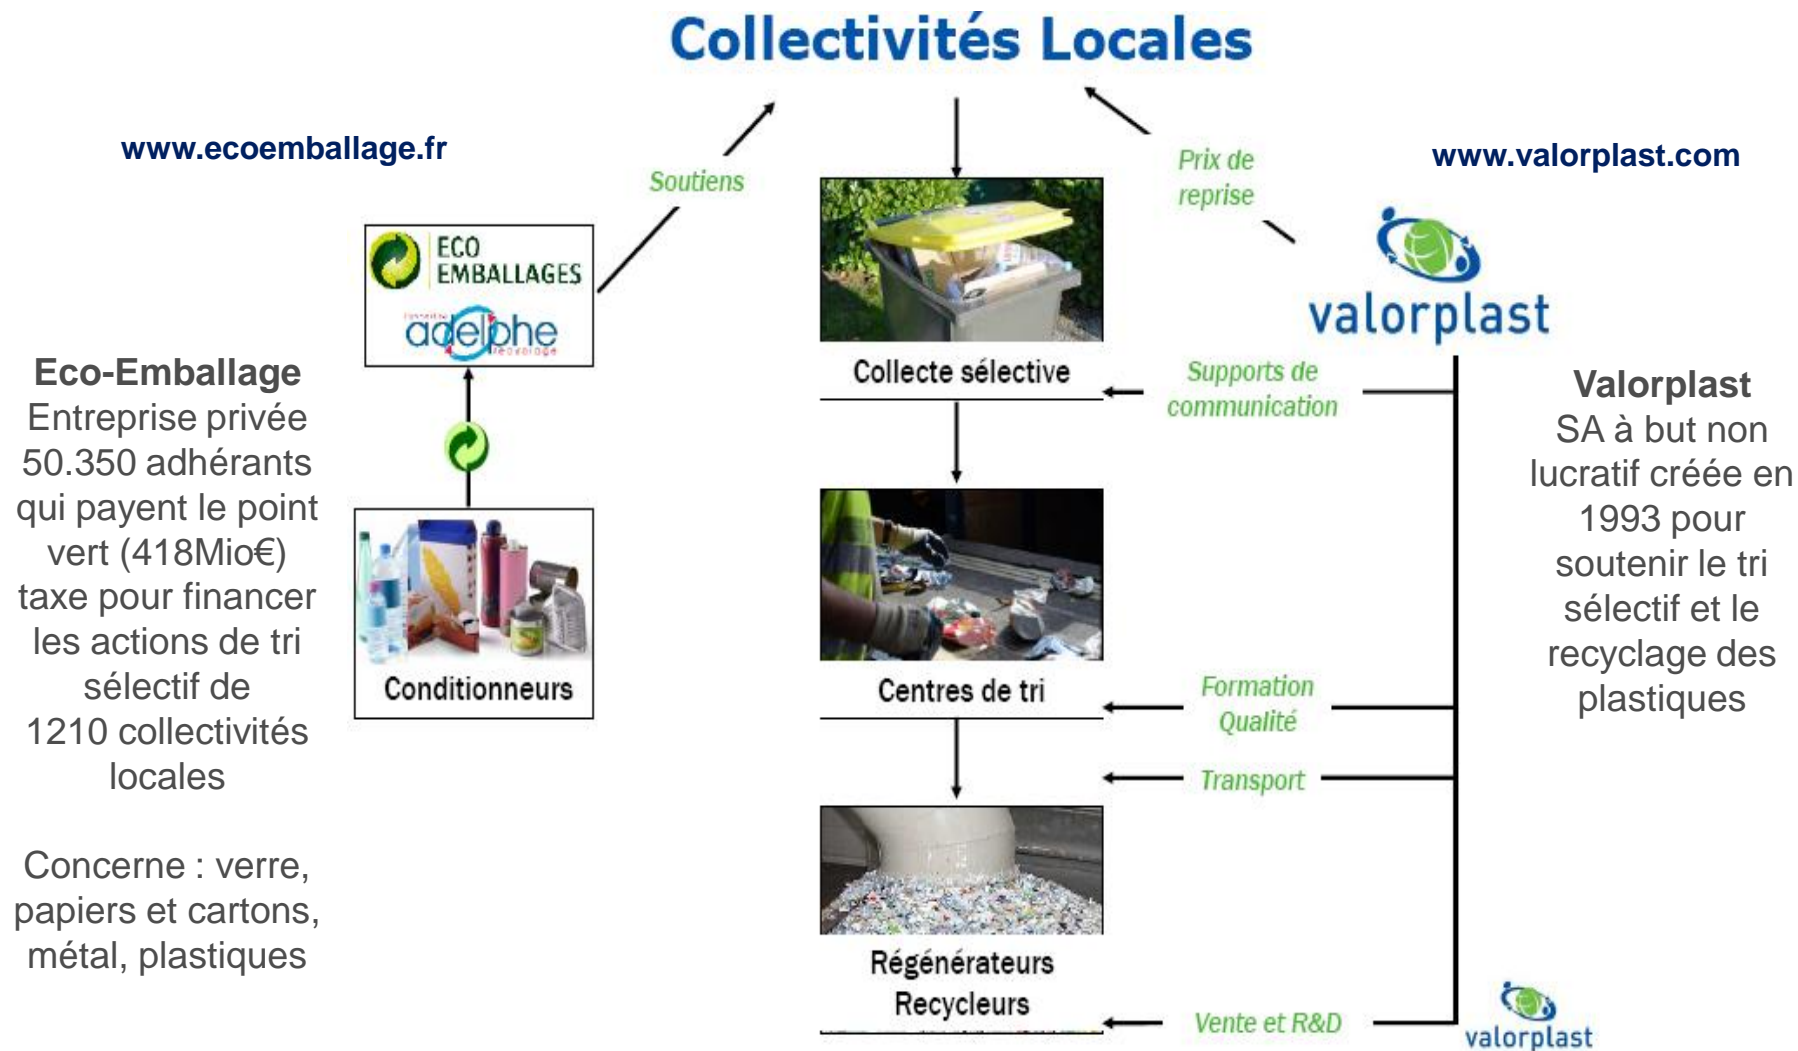 Collectivités Locales
www.ecoemballage.fr
www.valorplast.com
Soutiens
Prix de
reprise
ECO
EMBALLAGES
adelphe
recyclage
valorplast
Collecte sélective
Supports de
communication
Eco-Emballage
Entreprise privée
50.350 adhérants
qui payent le point
vert (418Mio€)
taxe pour financer
les actions de tri
sélectif de
1210 collectivités
locales
Concerne : verre,
papiers et cartons,
métal, plastiques
Conditionneurs
Centres de tri
Formation
Qualité
Transport
Régénérateurs
Recycleurs
Vente et R&D
Valorplast
SA à but non
lucratif créée en
1993 pour
soutenir le tri
sélectif et le
recyclage des
plastiques
valorplast